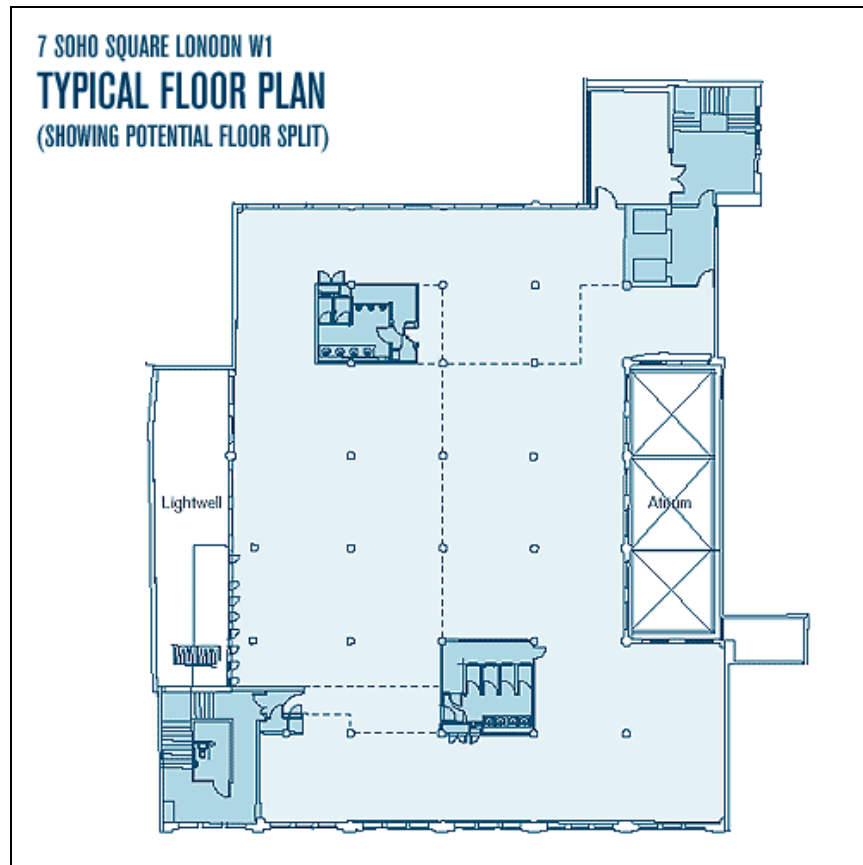 7 SOHO SQUARE LONODN W1
TYPICAL FLOOR PLAN
(SHOWING POTENTIAL FLOOR SPLIT)
Lightwell
Atrium